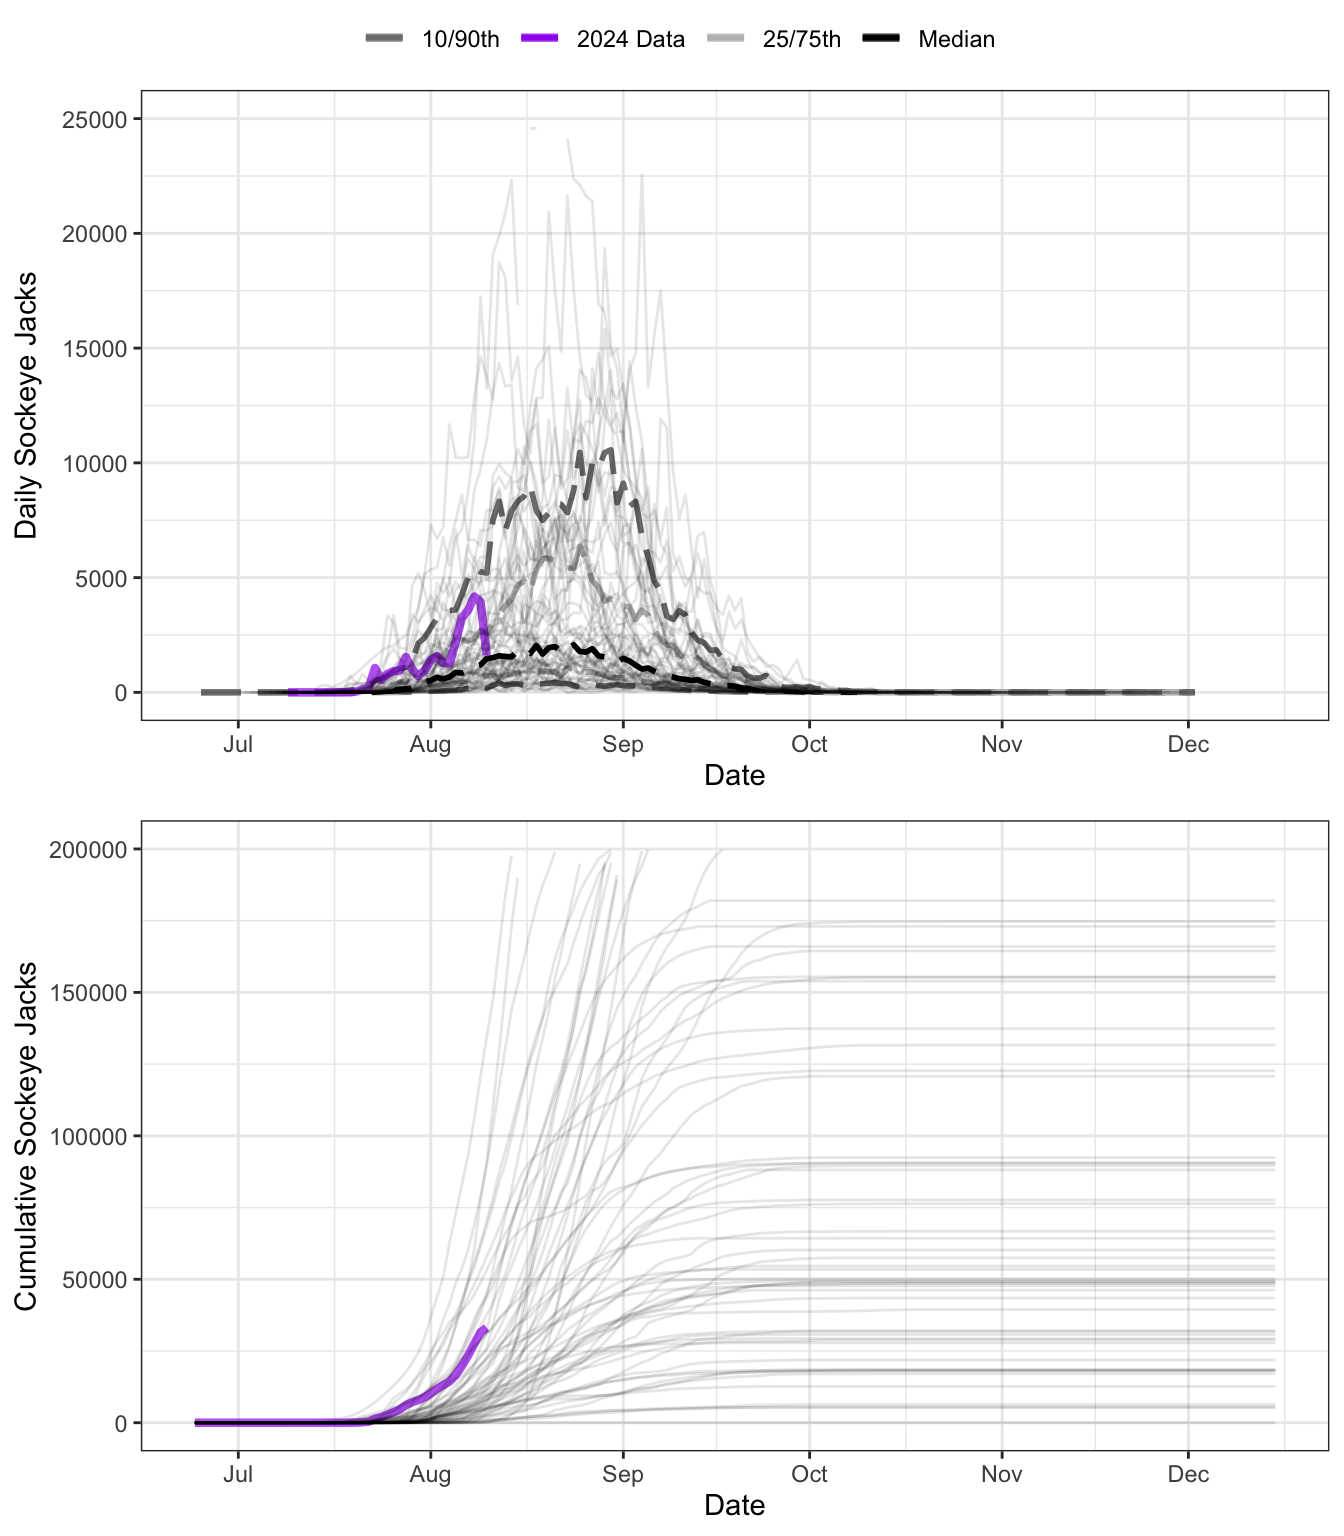 10/90th 2024 Data 25/75th Median
25000
20000
15000
10000
5000
0
Daily Sockeye Jacks
Jul Aug Sep Oct Nov Dec
Date
200000
150000
100000
50000
0
Cumulative Sockeye Jacks
Jul Aug Sep Oct Nov Dec
Date